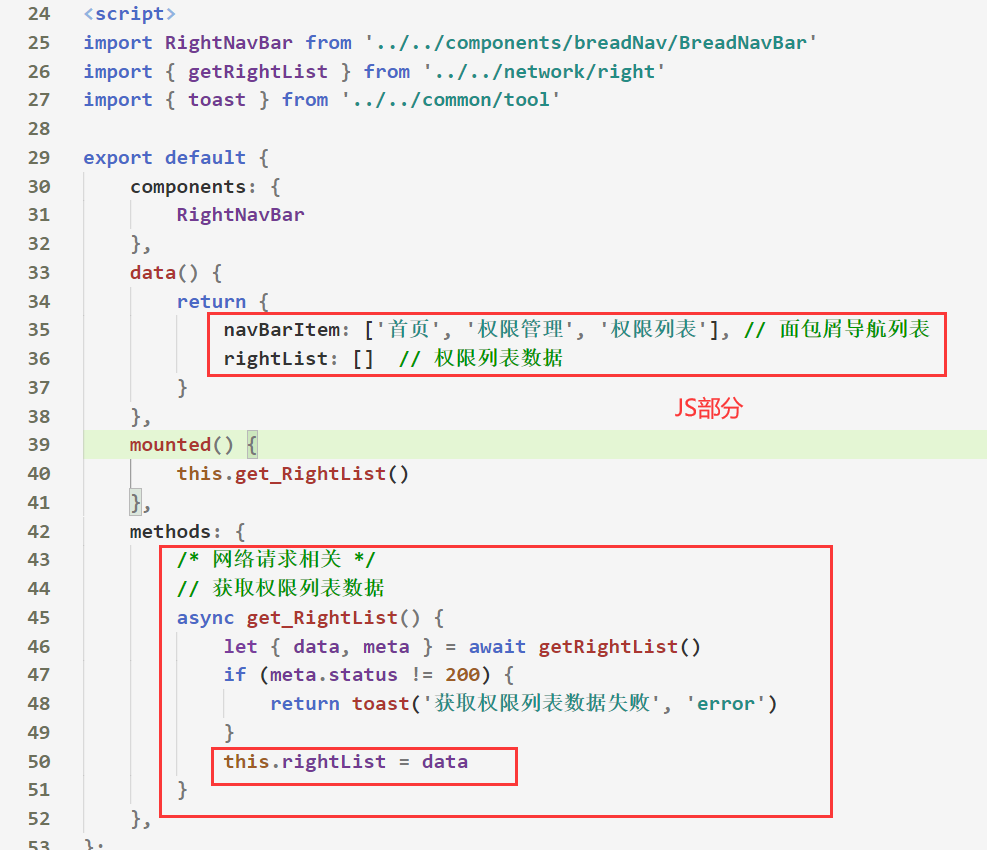 24 <script>
25 import RightNavBar from '../../components/breadNav/BreadNavBar'
26 import { getRightList } from '../../network/right'
27 import { toast } from '../../common/tool'
28
29 export default {
30     components: {
31         RightNavBar
32     },
33     data() {
34         return {
35             navBarItem: ['首页', '权限管理', '权限列表'], // 面包屑导航列表
36             rightList: []  // 权限列表数据
37         }
JS部分
38     },
39     mounted() {
40         this.get_RightList()
41     },
42     methods: {
43         /* 网络请求相关 */
44         // 获取权限列表数据
45         async get_RightList() {
46             let { data, meta } = await getRightList()
47             if (meta.status != 200) {
48                 return toast('获取权限列表数据失败', 'error')
49             }
50             this.rightList = data
51         }
52     },
53 };